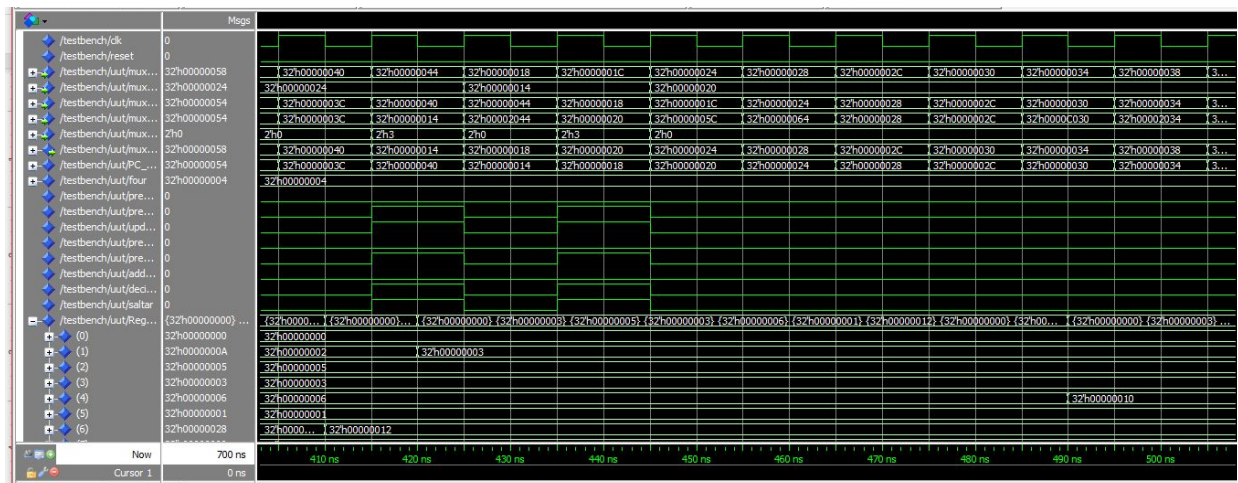 Msgs
/testbench/clk 0
/testbench/reset 0
/testbench/uut/mux... 32'h00000058 32'h00000040 32'h00000044 32'h00000018 32'h0000001C 32'h00000024 32'h00000028 32'h0000002C 32'h00000030 32'h00000034 32'h00000038 3...
/testbench/uut/mux... 32'h00000024 32'h00000024 32'h00000014 32'h00000020
/testbench/uut/mux... 32'h00000054 32'h0000003C 32'h00000040 32'h00000044 32'h00000018 32'h0000001C 32'h00000024 32'h00000028 32'h0000002C 32'h00000030 32'h00000034 3...
/testbench/uut/mux... 32'h00000054 32'h0000003C 32'h00000014 32'h00002044 32'h00000020 32'h0000005C 32'h00000064 32'h00000028 32'h0000002C 32'h0000C030 32'h00002034 3...
/testbench/uut/mux... 2'h0 2'h0 2'h3 2'h0 2'h3 2'h0
/testbench/uut/mux... 32'h00000058 32'h00000040 32'h00000014 32'h00000018 32'h00000020 32'h00000024 32'h00000028 32'h0000002C 32'h00000030 32'h00000034 32'h00000038 3...
/testbench/uut/PC_... 32'h00000054 32'h0000003C 32'h00000040 32'h00000014 32'h00000018 32'h00000020 32'h00000024 32'h00000028 32'h0000002C 32'h00000030 32'h00000034 3...
/testbench/uut/four 32'h00000004 32'h00000004
/testbench/uut/pre... 0
/testbench/uut/pre... 0
/testbench/uut/upd... 0
/testbench/uut/pre... 0
/testbench/uut/pre... 0
/testbench/uut/add... 0
/testbench/uut/deci... 0
/testbench/uut/saltar 0
/testbench/uut/Reg... {32'h00000000} ... {32'h0000... {32'h00000000}... {32'h00000000} {32'h00000003} {32'h00000005} {32'h00000003} {32'h00000006} {32'h00000001} {32'h00000012} {32'h00000000} {32'h00... {32'h00000000} {32'h00000003} ...
(0) 32'h00000000 32'h00000000
(1) 32'h0000000A 32'h00000002 32'h00000003
(2) 32'h00000005 32'h00000005
(3) 32'h00000003 32'h00000003
(4) 32'h00000006 32'h00000006 32'h00000010
(5) 32'h00000001 32'h00000001
(6) 32'h00000028 32'h0000... 32'h00000012
Now 700 ns 410 ns 420 ns 430 ns 440 ns 450 ns 460 ns 470 ns 480 ns 490 ns 500 ns
Cursor 1 0 ns